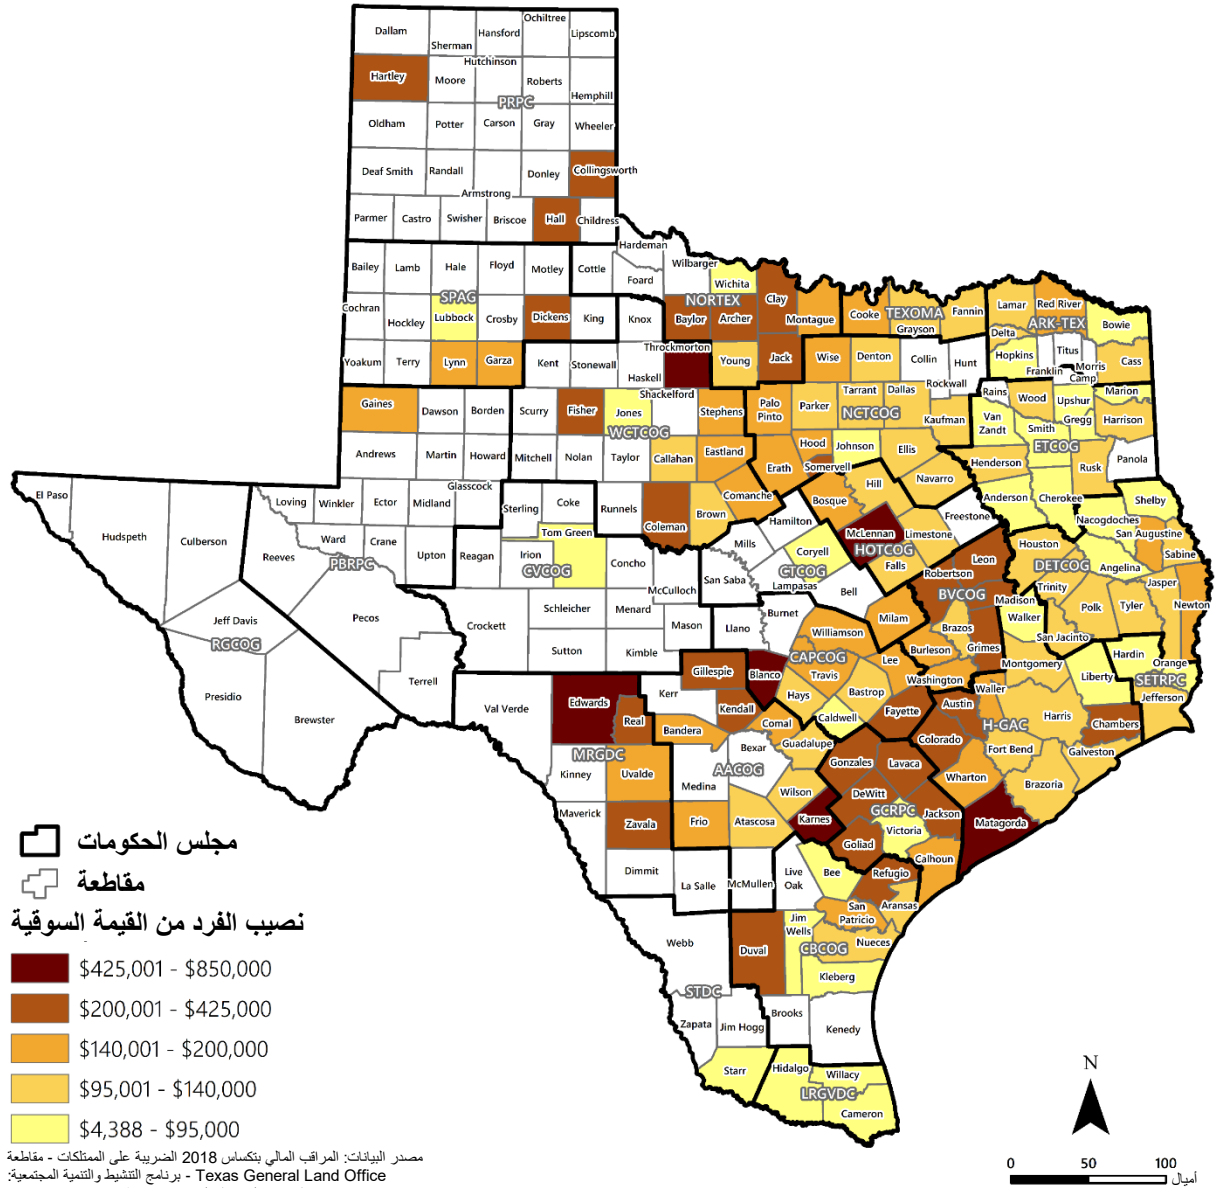 Dallam Sherman Hansford Ochiltree Lipscomb
Hartley Moore Hutchinson Roberts Hemphill
PRPC
Oldham Potter Carson Gray Wheeler
Deaf Smith Randall Armstrong Donley Collingsworth
Parmer Castro Swisher Briscoe Hall Childress
Hardeman
Bailey Lamb Hale Floyd Motley Cottle Foard Wilbarger Wichita
SPAG NORTEX
Cochran Hockley Lubbock Crosby Dickens King Knox Baylor Archer Clay Montague Cooke TEXOMA Grayson Fannin Lamar Red River ARK-TEX Bowie
Delta
Yoakum Terry Lynn Garza Kent Stonewall Haskell Throckmorton Young Jack Wise Denton Collin Hunt Rockwall Hopkins Franklin Titus Morris Camp Cass
Gaines Dawson Borden Scurry Fisher Jones Shackelford Stephens Palo Pinto Parker Tarrant Dallas Kaufman Rains Wood Upshur Marion
WCTCOG NCTCOG
Van Zandt Smith Gregg Harrison
ETCOG
Andrews Martin Howard Mitchell Nolan Taylor Callahan Eastland Erath Hood Somervell Johnson Ellis Navarro Henderson Rusk Panola
El Paso Hudspeth Culberson Loving Winkler Ector Midland Glasscock Sterling Coke Runnels Coleman Brown Comanche Bosque Hill Freestone Anderson Cherokee Shelby
Reeves Ward Crane Upton Reagan Irion Tom Green Concho Mills Hamilton Coryell McLennan Limestone Leon Houston Nacogdoches San Augustine Sabine
PBRPC CVCOG CTCOG HOTCOG DETCOG
Angelina
McCulloch San Saba Lampasas Bell Falls Robertson Madison Walker Trinity Polk Tyler Jasper Newton
BVCOG
Jeff Davis Pecos Crockett Schleicher Menard Mason Llano Burnet Williamson Milam Brazos Grimes San Jacinto Hardin Orange
RGCOG CAPCOG SETRPC
Presidio Brewster Terrell Sutton Kimble Gillespie Blanco Travis Lee Burleson Washington Montgomery Liberty Jefferson
Val Verde Edwards Real Kerr Kendall Hays Bastrop Fayette Austin Waller Harris Chambers
H-GAC
Bandera Comal Caldwell Colorado Fort Bend Galveston
Kinney MRGDC Uvalde Medina Bexar AACOG Guadalupe Gonzales Lavaca Wharton Brazoria
Maverick Zavala Frio Atascosa Wilson Karnes DeWitt GCRPC Victoria Jackson Matagorda
Goliad Calhoun
Dimmit La Salle McMullen Live Oak Bee Refugio
San Patricio Aransas
Webb Duval Jim Wells CBCOG Nueces
Kleberg
STDC
Zapata Jim Hogg Brooks Kenedy
Starr Hidalgo Willacy
LRGVDC
Cameron
مجلس الحكومات
مقاطعة
نصيب الفرد من القيمة السوقية
$425,001 - $850,000
$200,001 - $425,000
$140,001 - $200,000
$95,001 - $140,000
$4,388 - $95,000
مصدر البيانات: المراقب المالي بتكساس 2018 الضريبة على الممتلكات - مقاطعة
Texas General Land Office - برنامج التنشيط والتنمية المجتمعية:
N
0 50 100
أميال